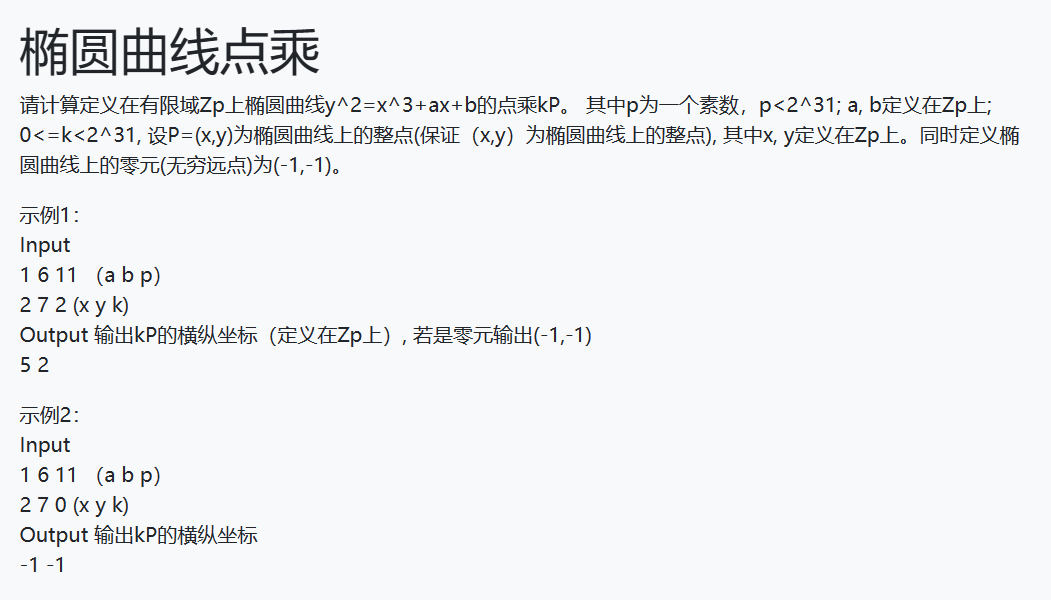 椭圆曲线点乘
请计算定义在有限域Zp上椭圆曲线y^2=x^3+ax+b的点乘kP。 其中p为一个素数，p<2^31; a, b定义在Zp上;
0<=k<2^31, 设P=(x,y)为椭圆曲线上的整点(保证（x,y）为椭圆曲线上的整点), 其中x, y定义在Zp上。同时定义椭
圆曲线上的零元(无穷远点)为(-1,-1)。
示例1：
Input
1 6 11 （a b p）
2 7 2 (x y k)
Output 输出kP的横纵坐标（定义在Zp上）, 若是零元输出(-1,-1)
5 2
示例2：
Input
1 6 11 （a b p）
2 7 0 (x y k)
Output 输出kP的横纵坐标
-1 -1